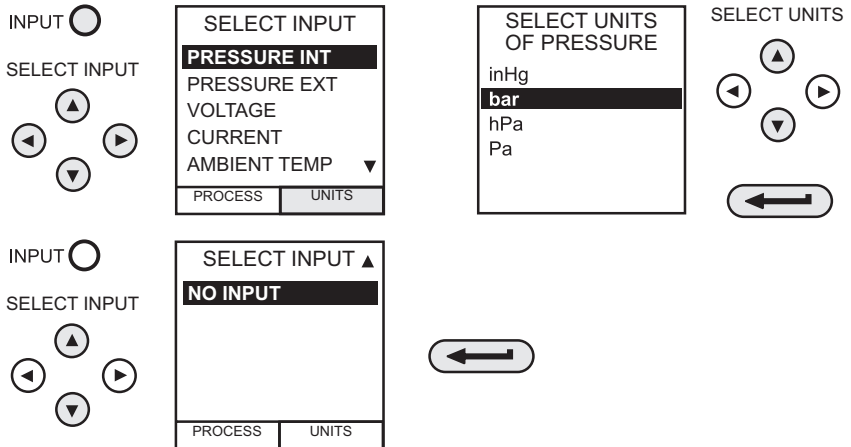 INPUT
SELECT INPUT
SELECT INPUT
PRESSURE INT
PRESSURE EXT
VOLTAGE
CURRENT
AMBIENT TEMP ▼
PROCESS UNITS
SELECT UNITS
OF PRESSURE
inHg
bar
hPa
Pa
SELECT UNITS
INPUT
SELECT INPUT
SELECT INPUT ▲
NO INPUT
PROCESS UNITS